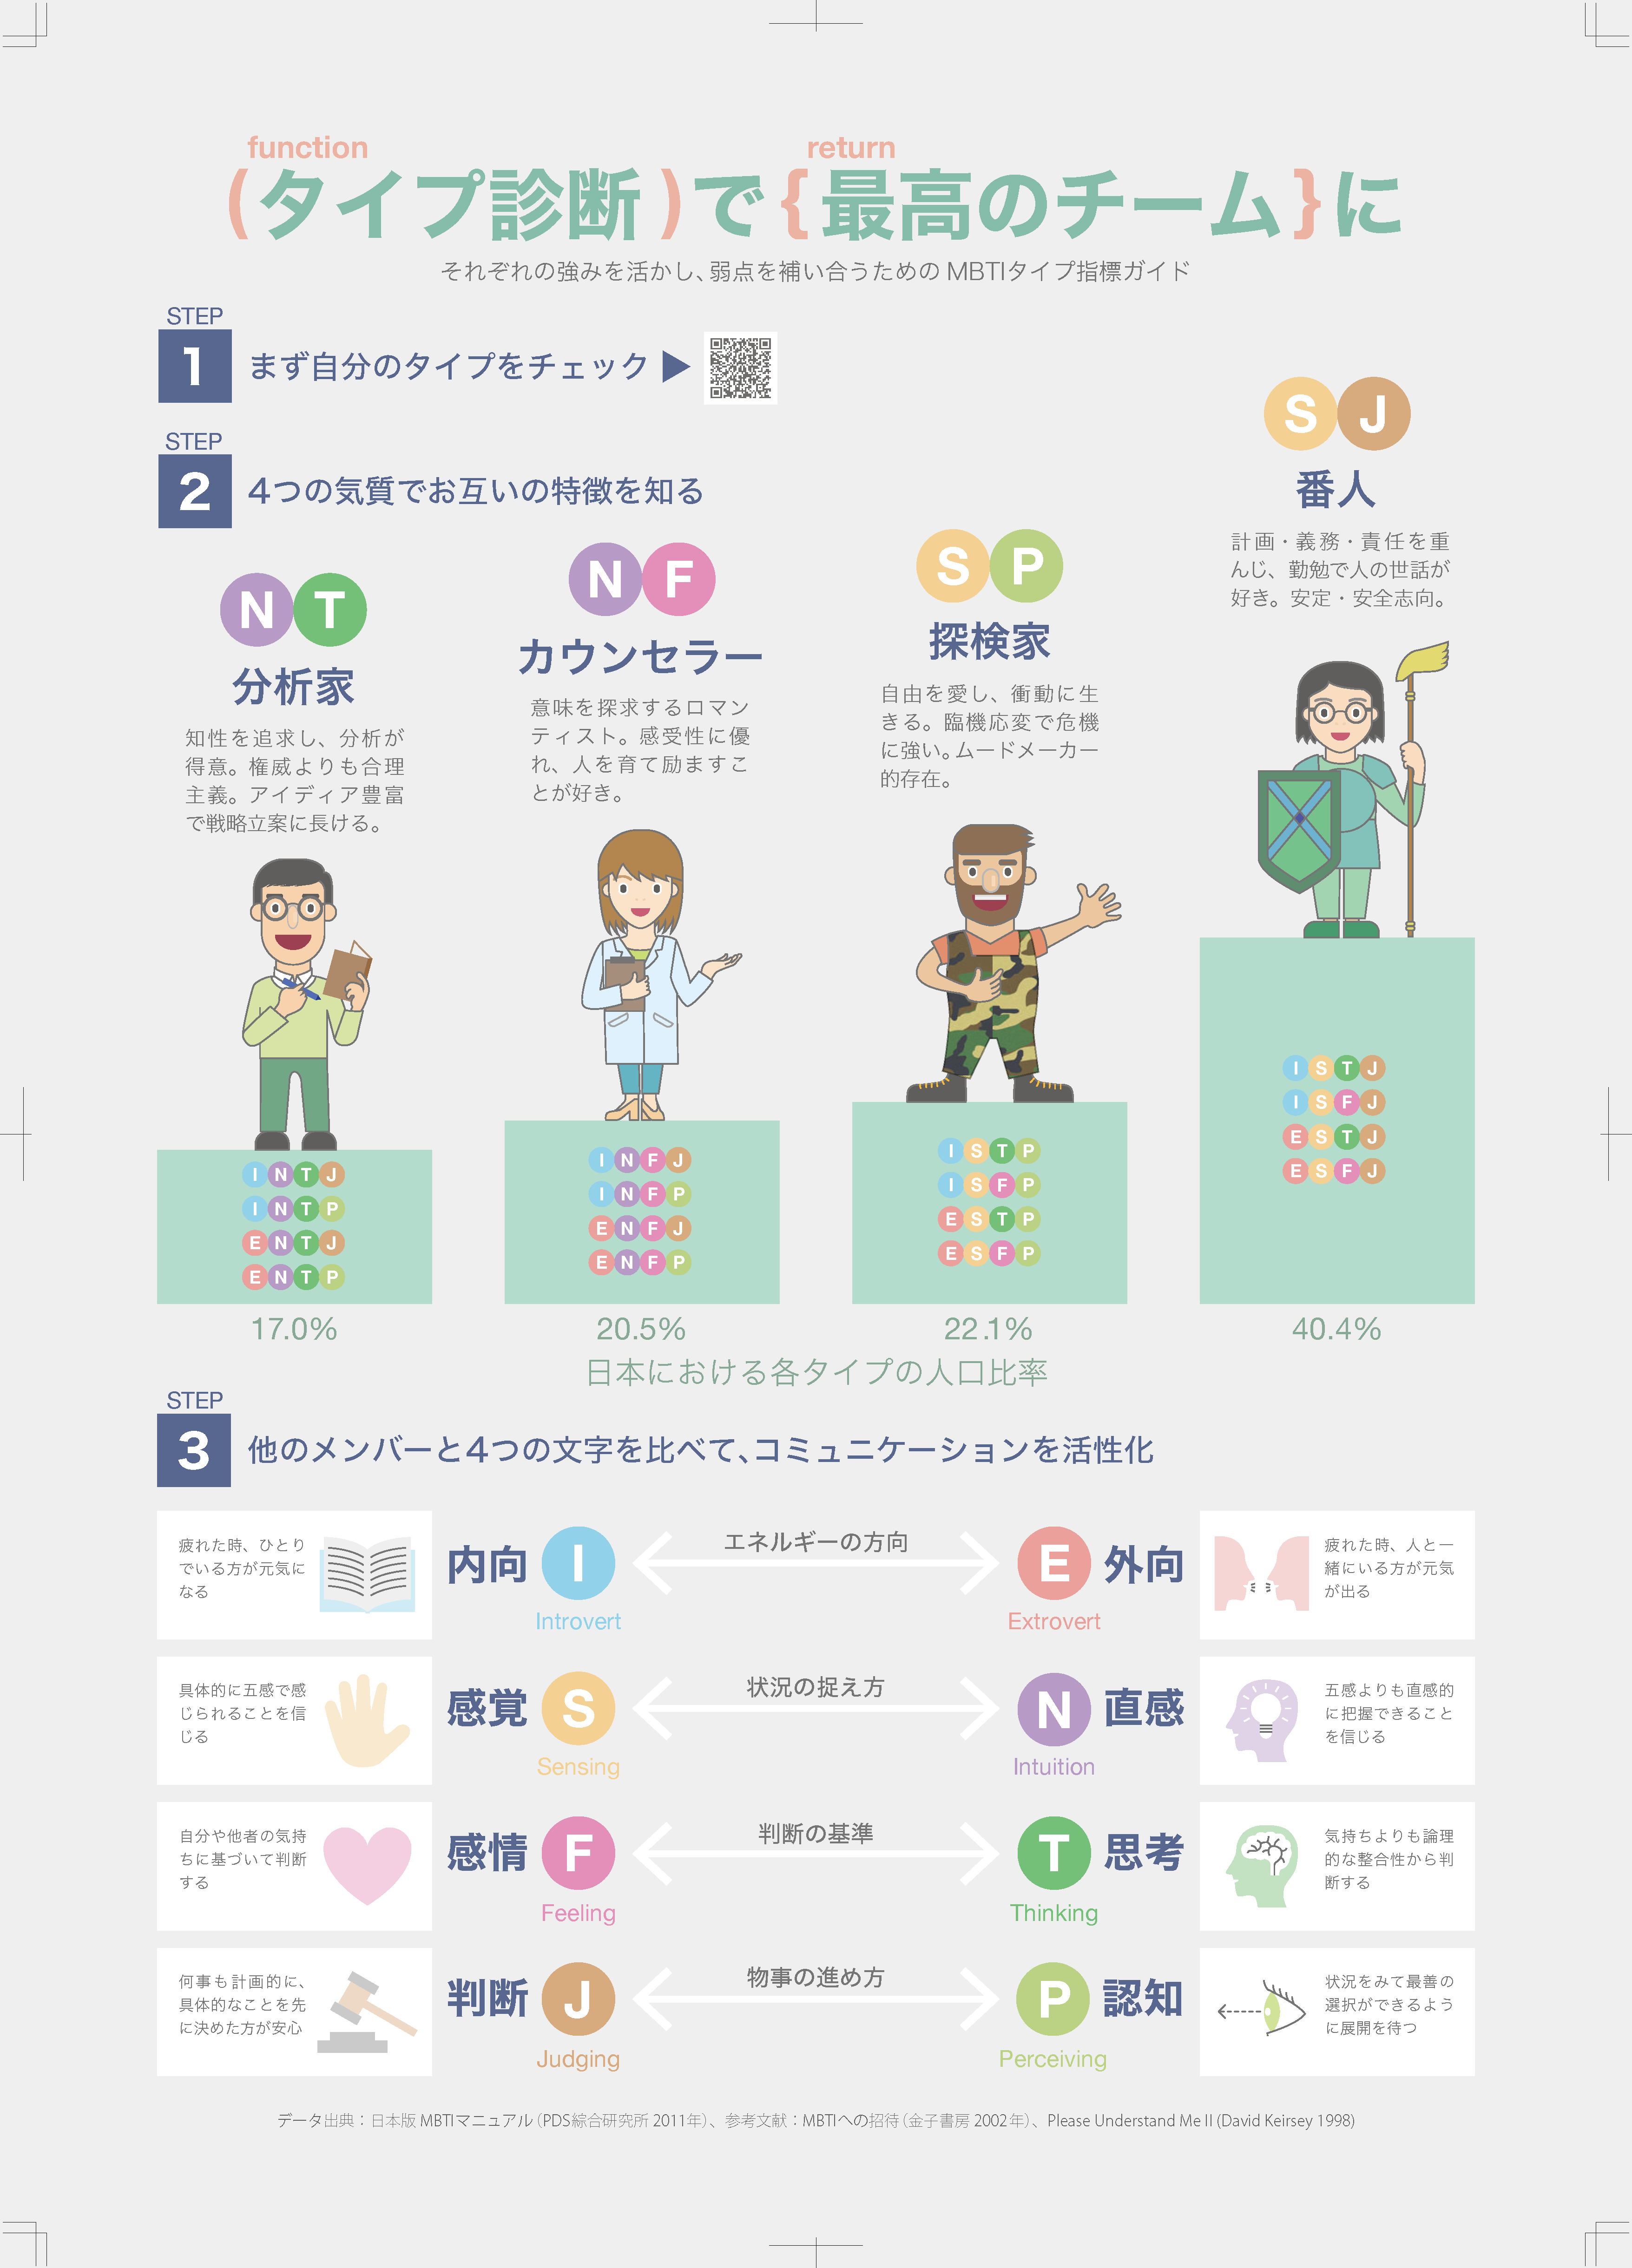 function return
(タイプ診断)で{最高のチーム}に
それぞれの強みを活かし、弱点を補い合うための MBTIタイプ指標ガイド
STEP
1 まず自分のタイプをチェック ▶
STEP
2 4つの気質でお互いの特徴を知る
N T
分析家
知性を追求し、分析が
得意。権威よりも合理
主義。アイディア豊富
で戦略立案に長ける。
I N T J
I N T P
E N T J
E N T P
17.0%
N F
カウンセラー
意味を探求するロマン
ティスト。感受性に優
れ、人を育て励ますこ
とが好き。
I N F J
I N F P
E N F J
E N F P
20.5%
S P
探検家
自由を愛し、衝動に生
きる。臨機応変で危機
に強い。ムードメーカー
的存在。
I S T P
I S F P
E S T P
E S F P
22.1%
S J
番人
計画・義務・責任を重
んじ、勤勉で人の世話が
好き。安定・安全志向。
I S T J
I S F J
E S T J
E S F J
40.4%
日本における各タイプの人口比率
STEP
3 他のメンバーと4つの文字を比べて、コミュニケーションを活性化
疲れた時、ひとり
でいる方が元気に
なる
内向 I
Introvert
エネルギーの方向
E 外向
Extrovert
疲れた時、人と一
緒にいる方が元気
が出る
具体的に五感で感
じられることを信
じる
感覚 S
Sensing
状況の捉え方
N 直感
Intuition
五感よりも直感的
に把握できること
を信じる
自分や他者の気持
ちに基づいて判断
する
感情 F
Feeling
判断の基準
T 思考
Thinking
気持ちよりも論理
的な整合性から判
断する
何事も計画的に、
具体的なことを先
に決めた方が安心
判断 J
Judging
物事の進め方
P 認知
Perceiving
状況をみて最善の
選択ができるよう
に展開を待つ
データ出典：日本版 MBTIマニュアル（PDS綜合研究所 2011年）、参考文献：MBTIへの招待（金子書房 2002年）、Please Understand Me II (David Keirsey 1998)